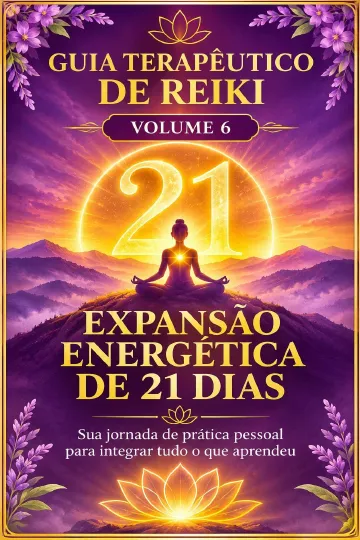 GUIA TERAPÊUTICO
DE REIKI
VOLUME 6
21
EXPANSÃO
ENERGÉTICA
DE 21 DIAS
Sua jornada de prática pessoal
para integrar tudo o que aprendeu